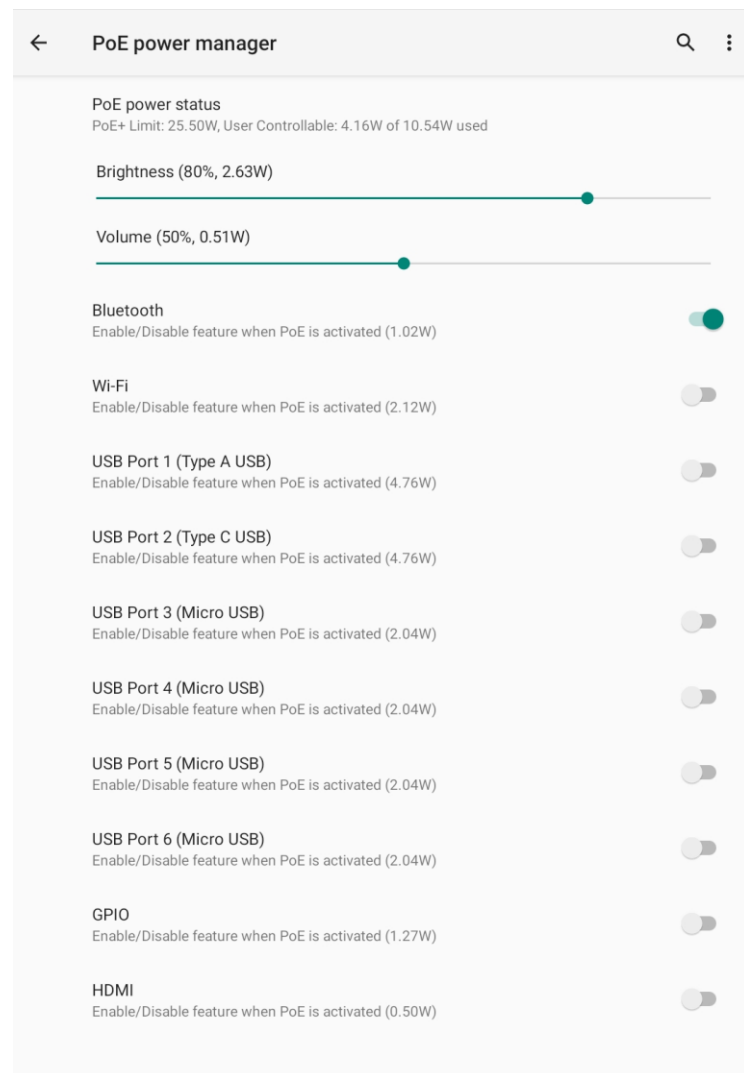 PoE power manager
PoE power status
PoE+ Limit: 25.50W, User Controllable: 4.16W of 10.54W used
Brightness (80%, 2.63W)
Volume (50%, 0.51W)
Bluetooth
Enable/Disable feature when PoE is activated (1.02W)
Wi-Fi
Enable/Disable feature when PoE is activated (2.12W)
USB Port 1 (Type A USB)
Enable/Disable feature when PoE is activated (4.76W)
USB Port 2 (Type C USB)
Enable/Disable feature when PoE is activated (4.76W)
USB Port 3 (Micro USB)
Enable/Disable feature when PoE is activated (2.04W)
USB Port 4 (Micro USB)
Enable/Disable feature when PoE is activated (2.04W)
USB Port 5 (Micro USB)
Enable/Disable feature when PoE is activated (2.04W)
USB Port 6 (Micro USB)
Enable/Disable feature when PoE is activated (2.04W)
GPIO
Enable/Disable feature when PoE is activated (1.27W)
HDMI
Enable/Disable feature when PoE is activated (0.50W)